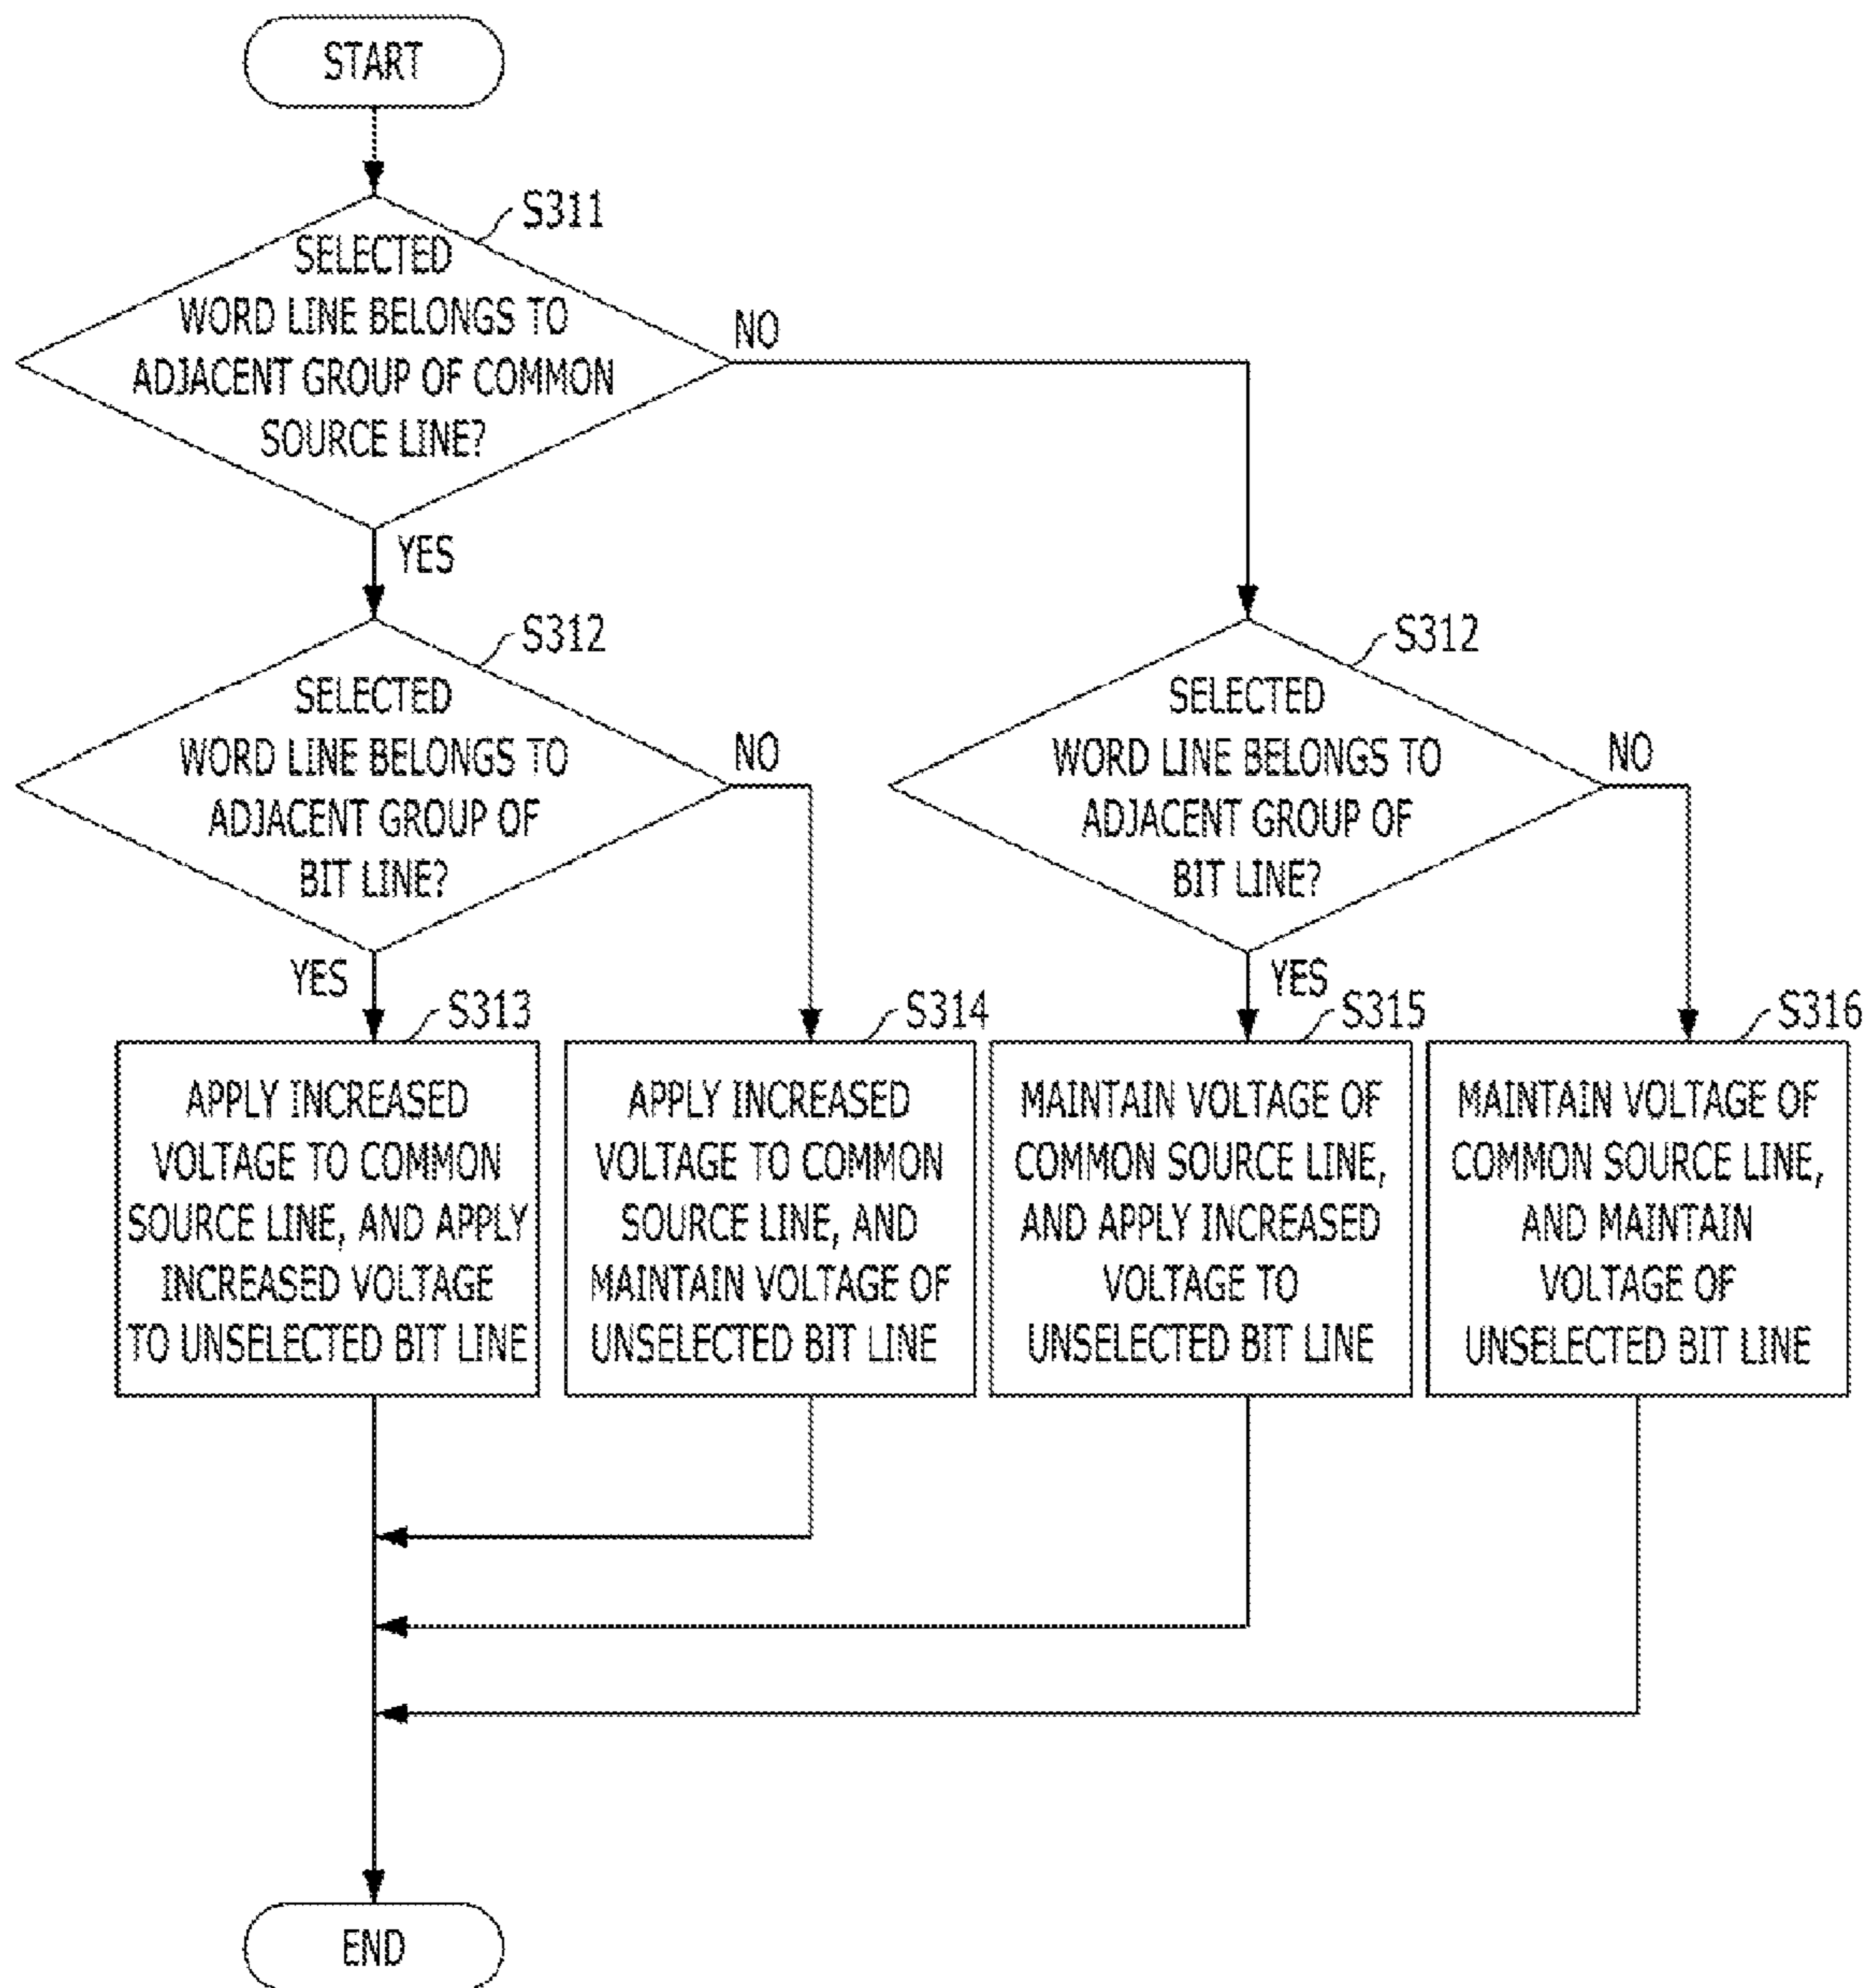 START
S311
SELECTED
WORD LINE BELONGS TO
ADJACENT GROUP OF COMMON
SOURCE LINE?
NO
YES
S312
SELECTED
WORD LINE BELONGS TO
ADJACENT GROUP OF
BIT LINE?
NO
YES
S312
SELECTED
WORD LINE BELONGS TO
ADJACENT GROUP OF
BIT LINE?
NO
YES
S313
APPLY INCREASED
VOLTAGE TO COMMON
SOURCE LINE, AND APPLY
INCREASED VOLTAGE
TO UNSELECTED BIT LINE
S314
APPLY INCREASED
VOLTAGE TO COMMON
SOURCE LINE, AND
MAINTAIN VOLTAGE OF
UNSELECTED BIT LINE
S315
MAINTAIN VOLTAGE OF
COMMON SOURCE LINE,
AND APPLY INCREASED
VOLTAGE TO
UNSELECTED BIT LINE
S316
MAINTAIN VOLTAGE OF
COMMON SOURCE LINE,
AND MAINTAIN
VOLTAGE OF
UNSELECTED BIT LINE
END